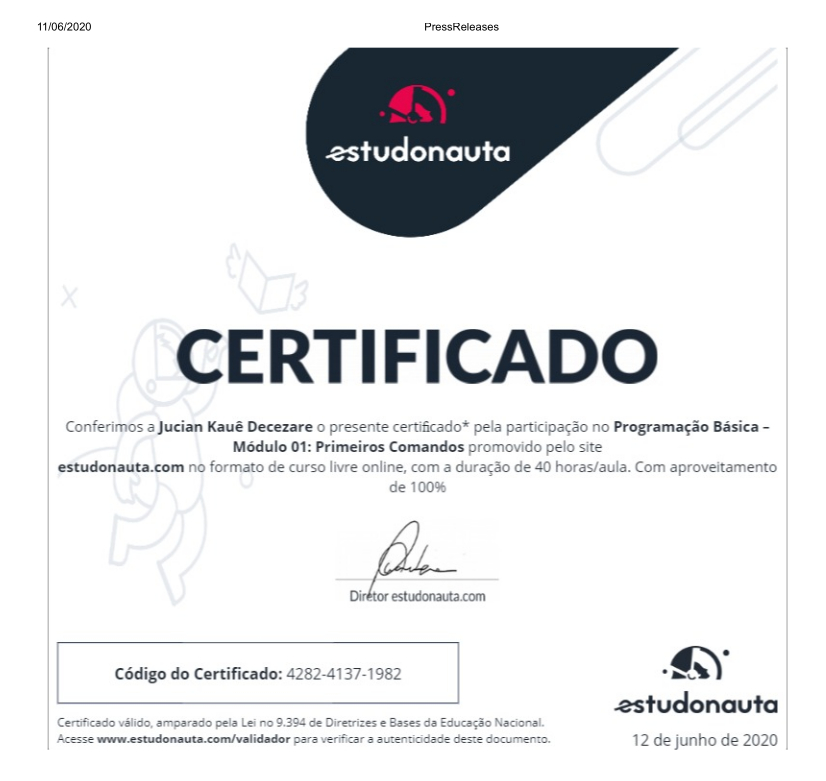 11/06/2020
PressReleases
estudonauta
CERTIFICADO
Conferimos a Jucian Kauê Decezare o presente certificado* pela participação no Programação Básica –
Módulo 01: Primeiros Comandos promovido pelo site
estudonauta.com no formato de curso livre online, com a duração de 40 horas/aula. Com aproveitamento
de 100%
Diretor estudonauta.com
Código do Certificado: 4282-4137-1982
estudonauta
Certificado válido, amparado pela Lei no 9.394 de Diretrizes e Bases da Educação Nacional.
Acesse www.estudonauta.com/validador para verificar a autenticidade deste documento.
12 de junho de 2020